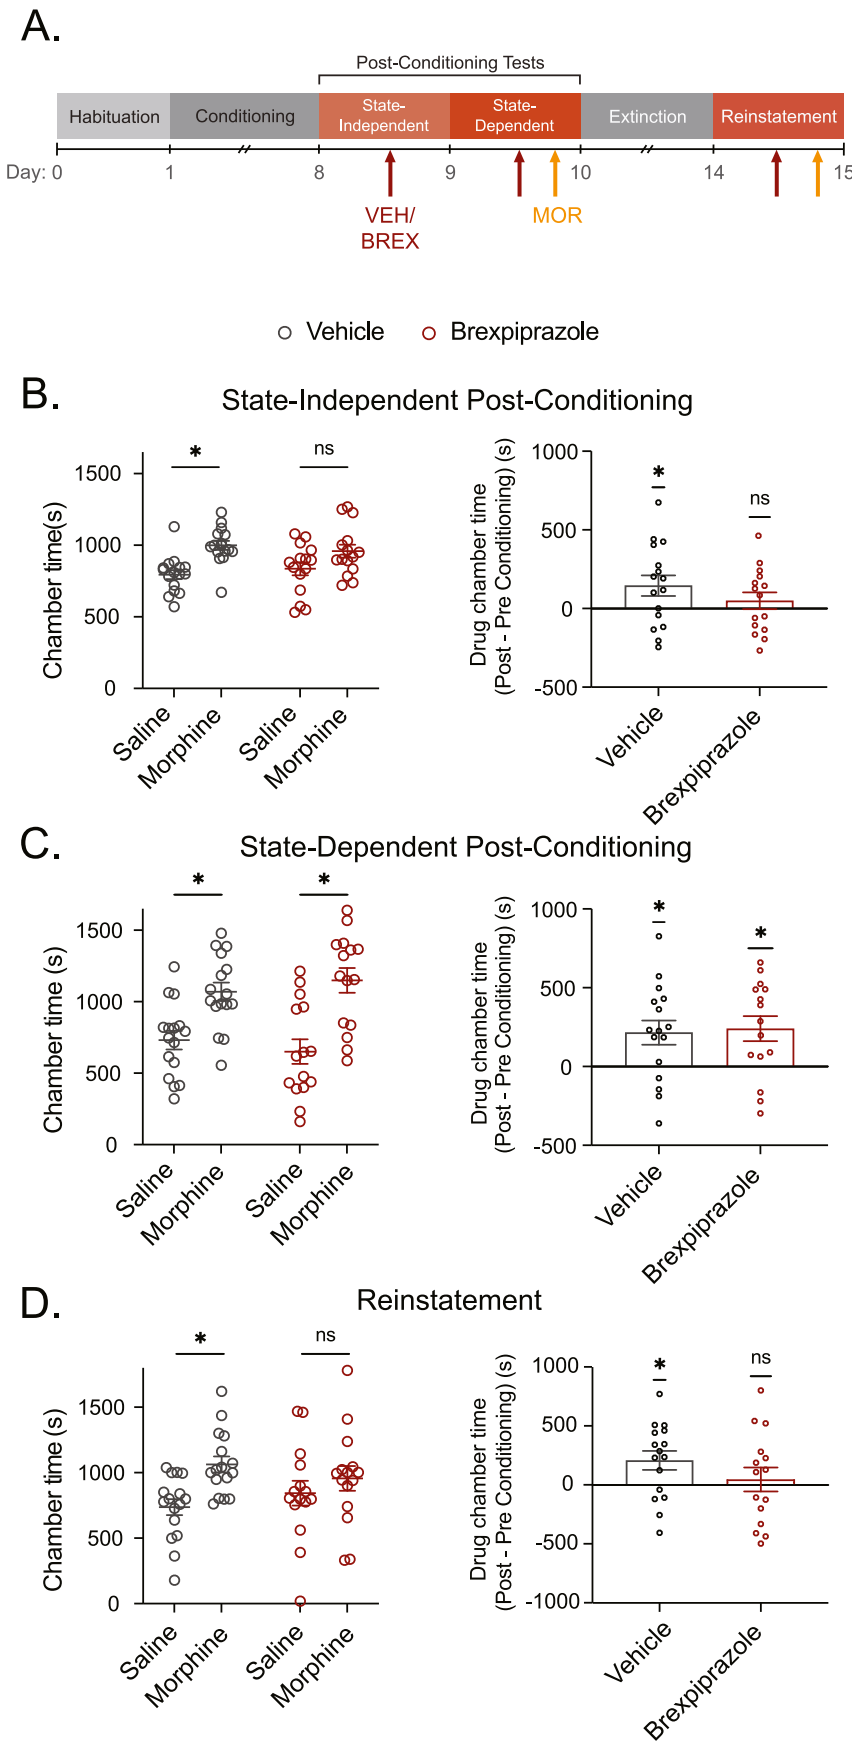 A.
Post-Conditioning Tests
Habituation
Conditioning
State-
Independent
State-
Dependent
Extinction
Reinstatement
Day: 0 1 8 9 10 14 15
VEH/
BREX
MOR
Vehicle
Brexpiprazole
B.
State-Independent Post-Conditioning
Chamber time(s)
1500
1000
500
0
*
ns
Saline
Morphine
Saline
Morphine
Drug chamber time
(Post - Pre Conditioning) (s)
1000
500
0
-500
*
ns
Vehicle
Brexpiprazole
C.
State-Dependent Post-Conditioning
Chamber time (s)
1500
1000
500
0
*
*
Saline
Morphine
Saline
Morphine
Drug chamber time
(Post - Pre Conditioning) (s)
1000
500
0
-500
*
*
Vehicle
Brexpiprazole
D.
Reinstatement
Chamber time (s)
1500
1000
500
0
*
ns
Saline
Morphine
Saline
Morphine
Drug chamber time
(Post - Pre Conditioning) (s)
1000
500
0
-500
-1000
*
ns
Vehicle
Brexpiprazole